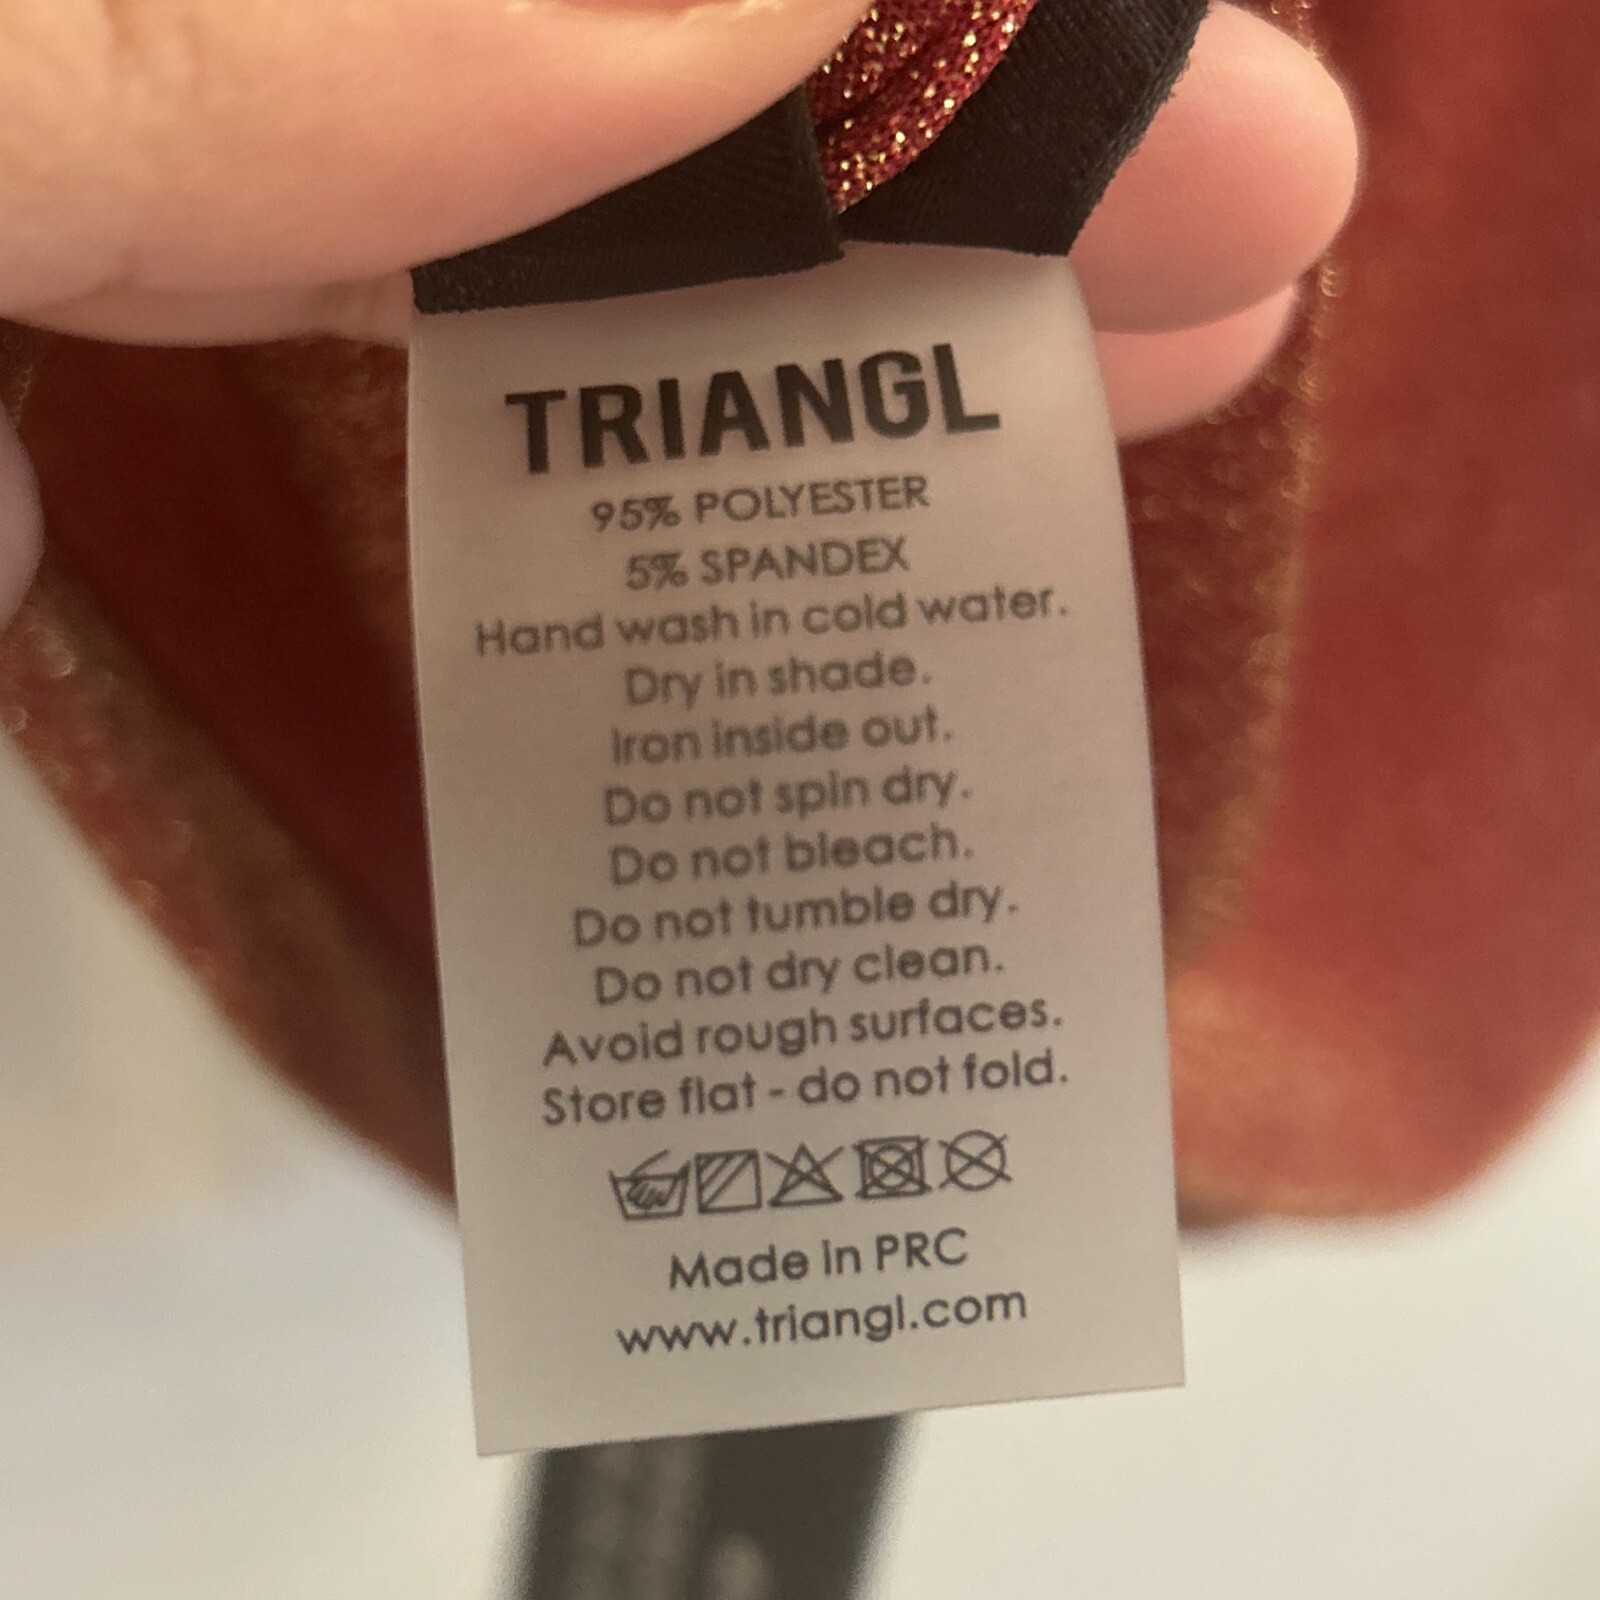 TRIANGL
95% POLYESTER
5% SPANDEX
Hand wash in cold water.
Dry in shade.
Iron inside out.
Do not spin dry.
Do not bleach.
Do not tumble dry.
Do not dry clean.
Avoid rough surfaces.
Store flat - do not fold.
Made in PRC
www.triangl.com